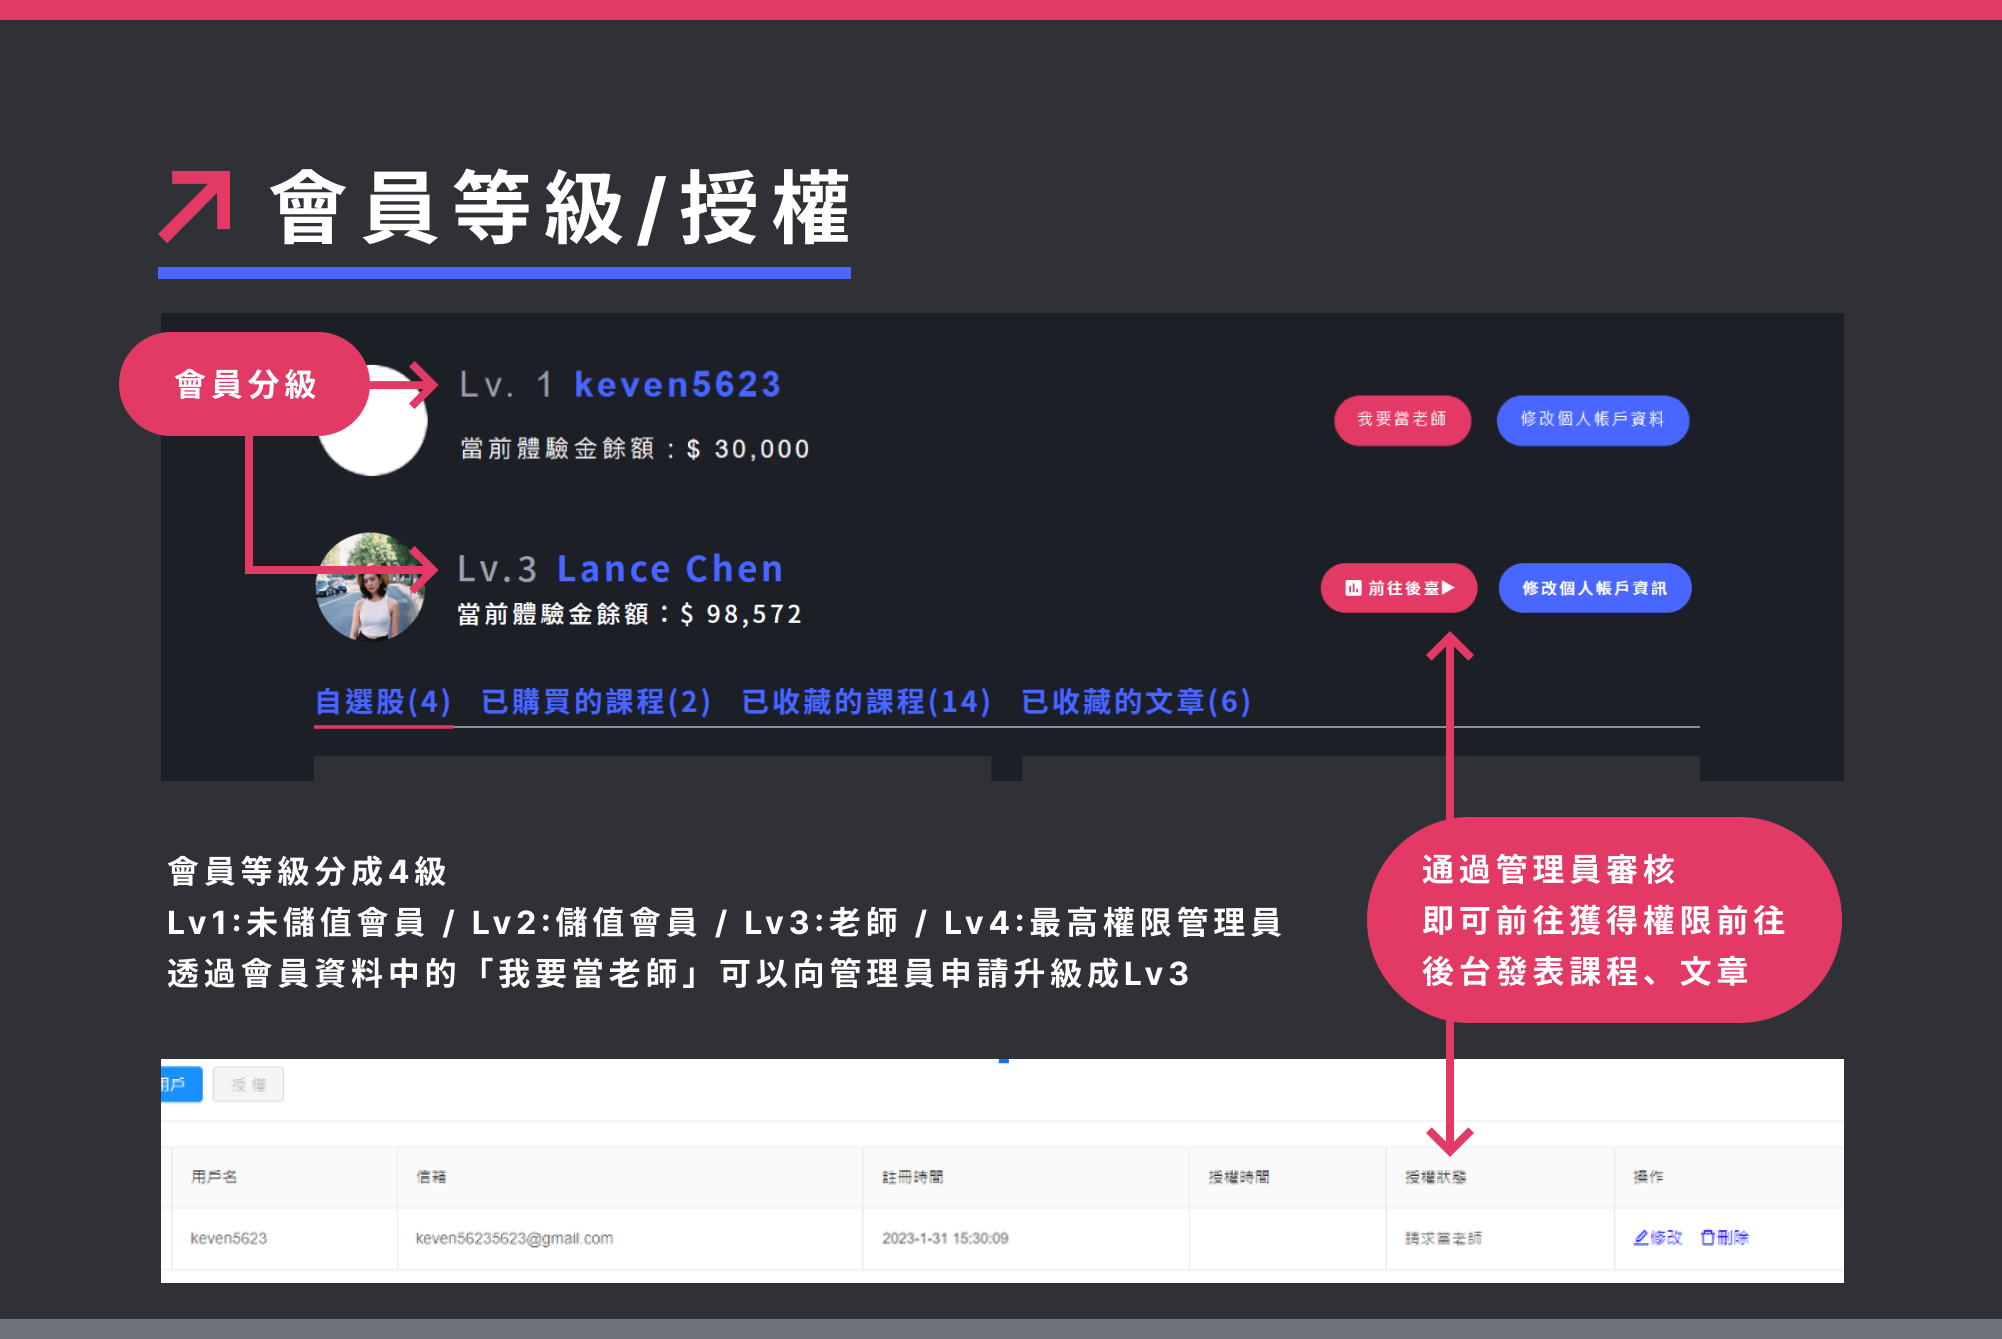 會員等級/授權
會員分級
Lv. 1 keven5623
當前體驗金餘額：$ 30,000
我要當老師
修改個人帳戶資料
Lv.3 Lance Chen
當前體驗金餘額：$ 98,572
前往後臺▶
修改個人帳戶資訊
自選股(4) 已購買的課程(2) 已收藏的課程(14) 已收藏的文章(6)
會員等級分成4級
Lv1:未儲值會員 / Lv2:儲值會員 / Lv3:老師 / Lv4:最高權限管理員
透過會員資料中的「我要當老師」可以向管理員申請升級成Lv3
通過管理員審核
即可前往獲得權限前往
後台發表課程、文章
用戶 授權
用戶名 信箱 註冊時間 授權時間 授權狀態 操作
keven5623 keven56235623@gmail.com 2023-1-31 15:30:09 請求當老師 修改 刪除